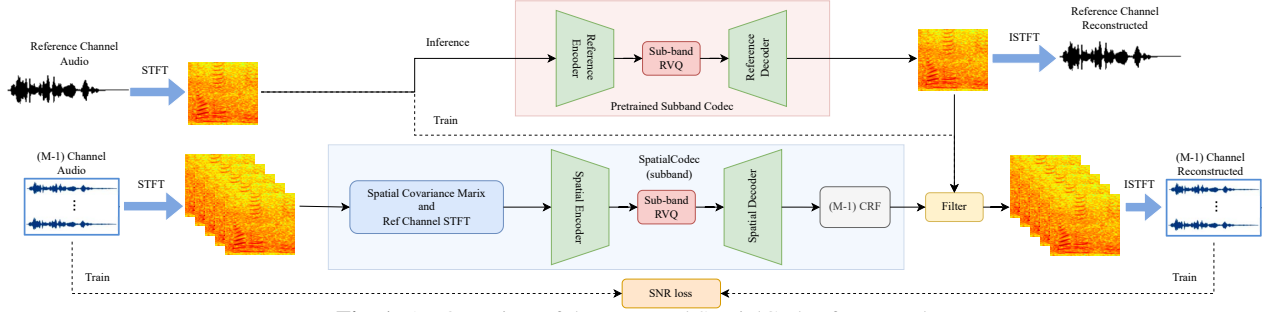 Reference Channel
Audio
STFT
Inference
Reference
Encoder
Sub-band
RVQ
Reference
Decoder
Pretrained Subband Codec
ISTFT
Reference Channel
Reconstructed
Train
(M-1) Channel
Audio
STFT
Spatial Covariance Marix
and
Ref Channel STFT
Spatial Encoder
SpatialCodec
(subband)
Sub-band
RVQ
Spatial Decoder
(M-1) CRF
Filter
ISTFT
(M-1) Channel
Reconstructed
Train
SNR loss
Train